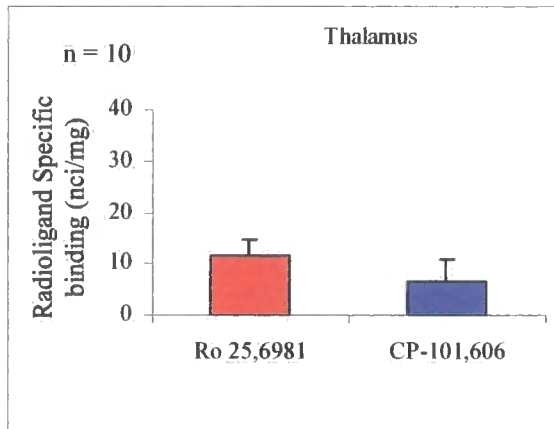 Thalamus
n = 10
Radioligand Specific
binding (nci/mg)
40
30
20
10
0
Ro 25,6981
CP-101,606